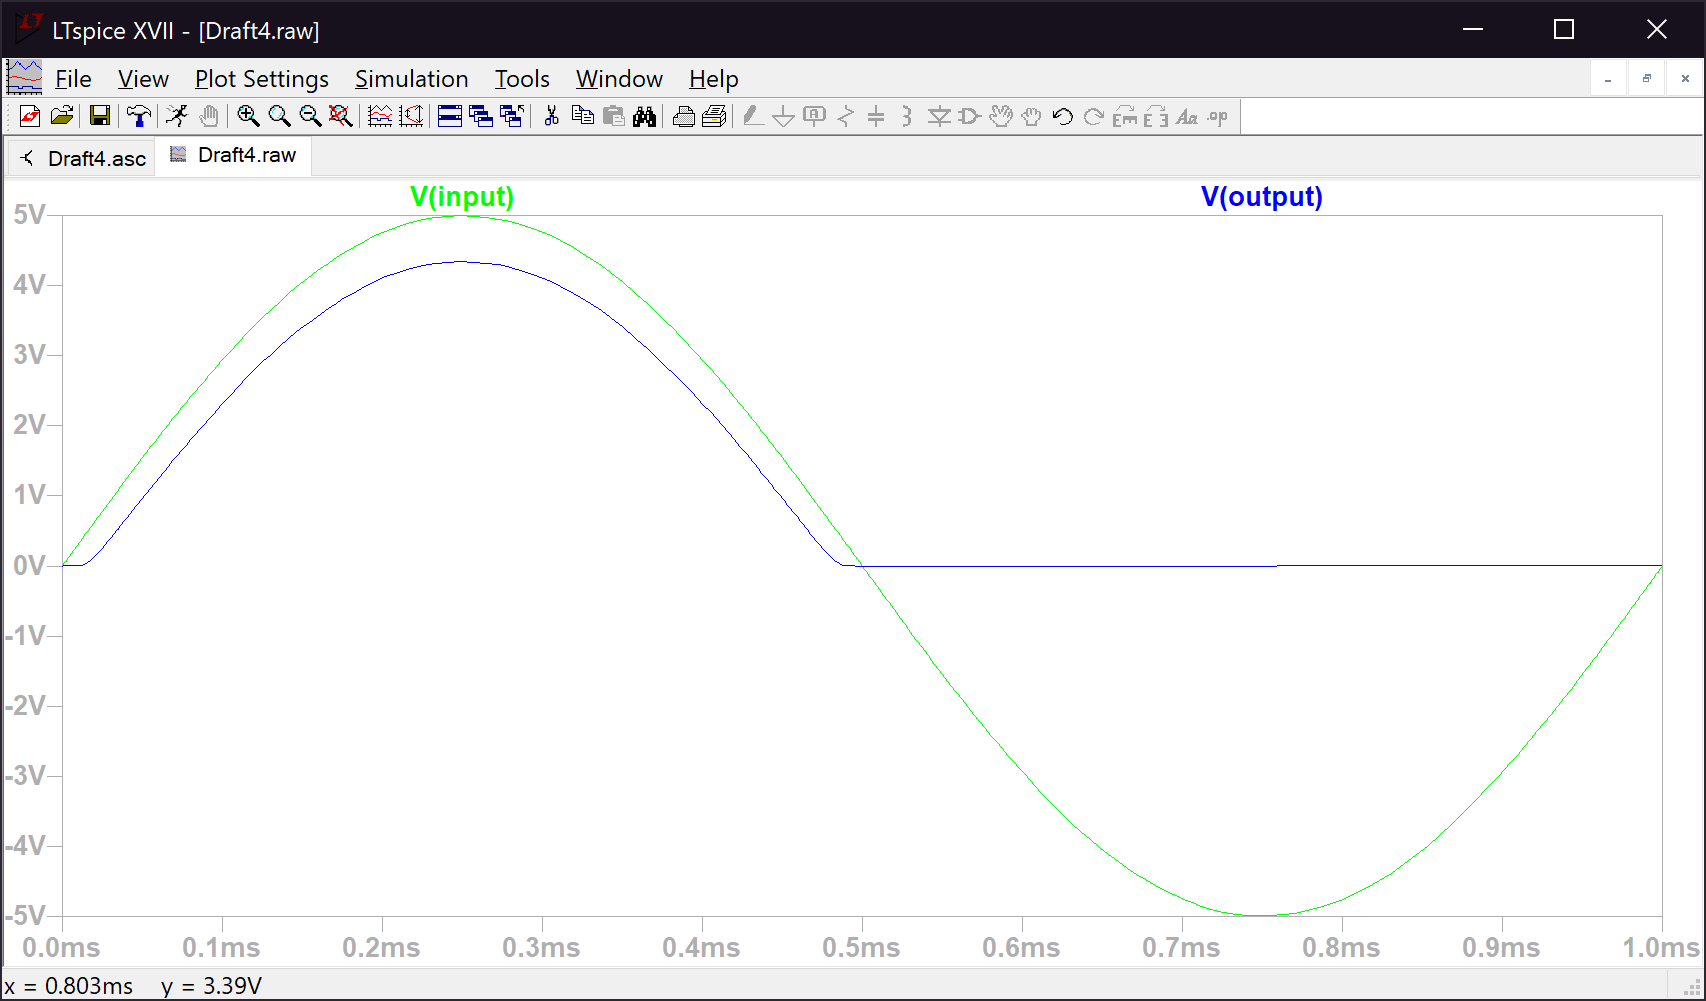 LTspice XVII - [Draft4.raw]
File View Plot Settings Simulation Tools Window Help
Draft4.asc Draft4.raw
V(input) V(output)
5V
4V
3V
2V
1V
0V
-1V
-2V
-3V
-4V
-5V
0.0ms 0.1ms 0.2ms 0.3ms 0.4ms 0.5ms 0.6ms 0.7ms 0.8ms 0.9ms 1.0ms
x = 0.803ms y = 3.39V